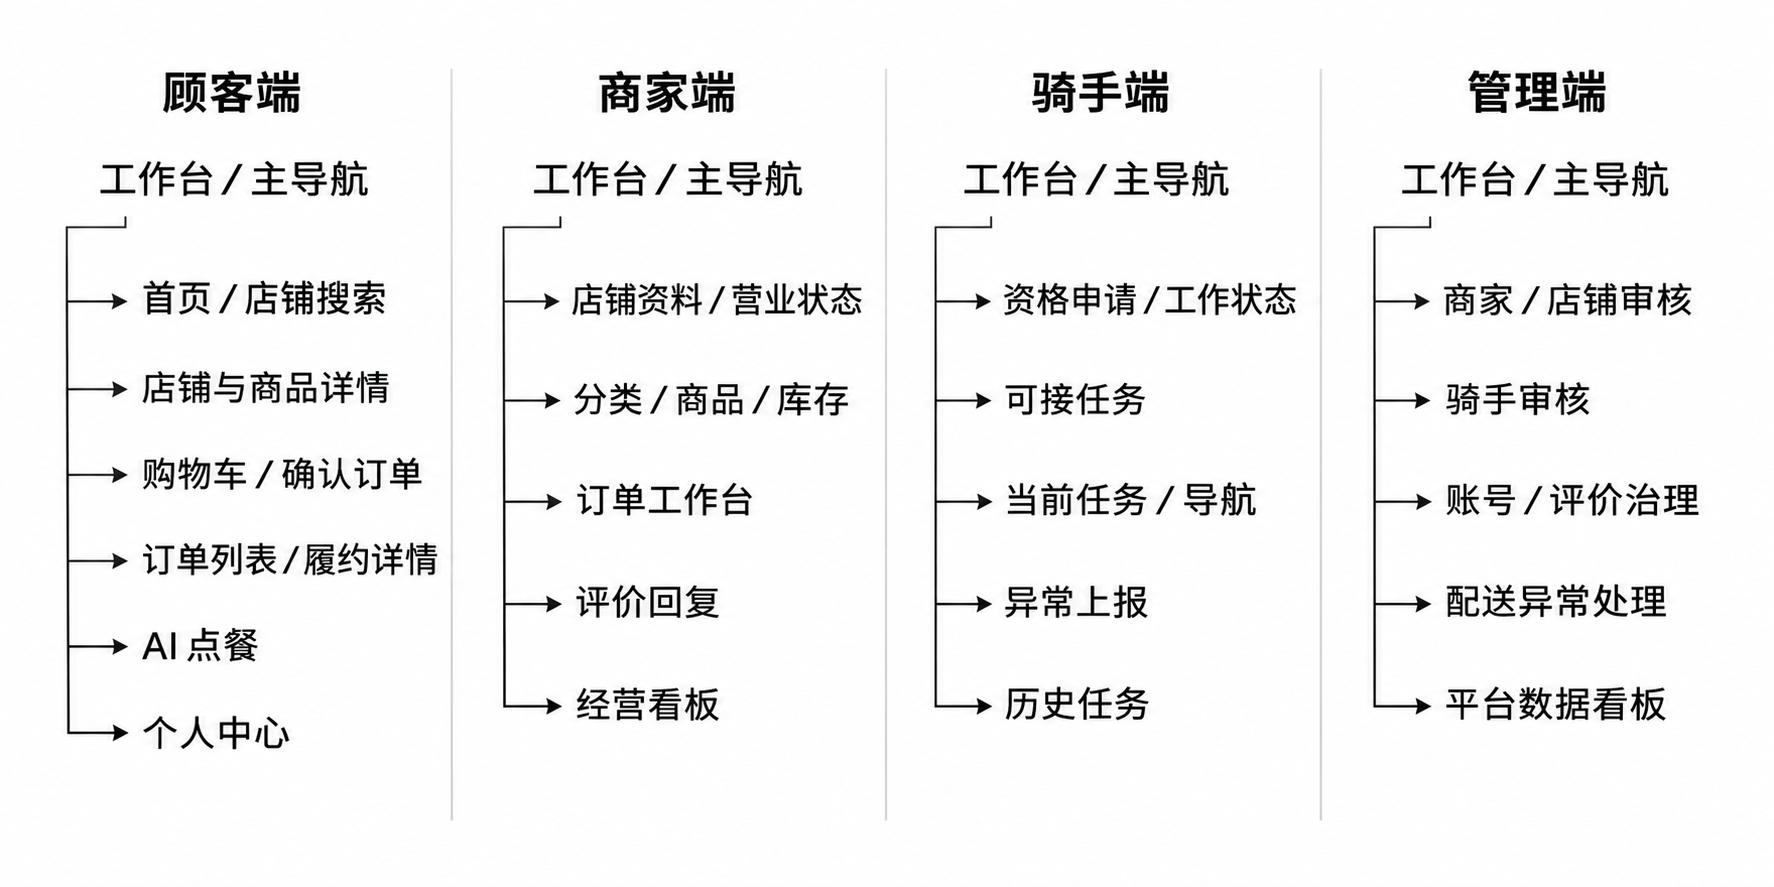 顾客端
工作台 / 主导航
首页 / 店铺搜索
店铺与商品详情
购物车 / 确认订单
订单列表 / 履约详情
AI 点餐
个人中心
商家端
工作台 / 主导航
店铺资料 / 营业状态
分类 / 商品 / 库存
订单工作台
评价回复
经营看板
骑手端
工作台 / 主导航
资格申请 / 工作状态
可接任务
当前任务 / 导航
异常上报
历史任务
管理端
工作台 / 主导航
商家 / 店铺审核
骑手审核
账号 / 评价治理
配送异常处理
平台数据看板